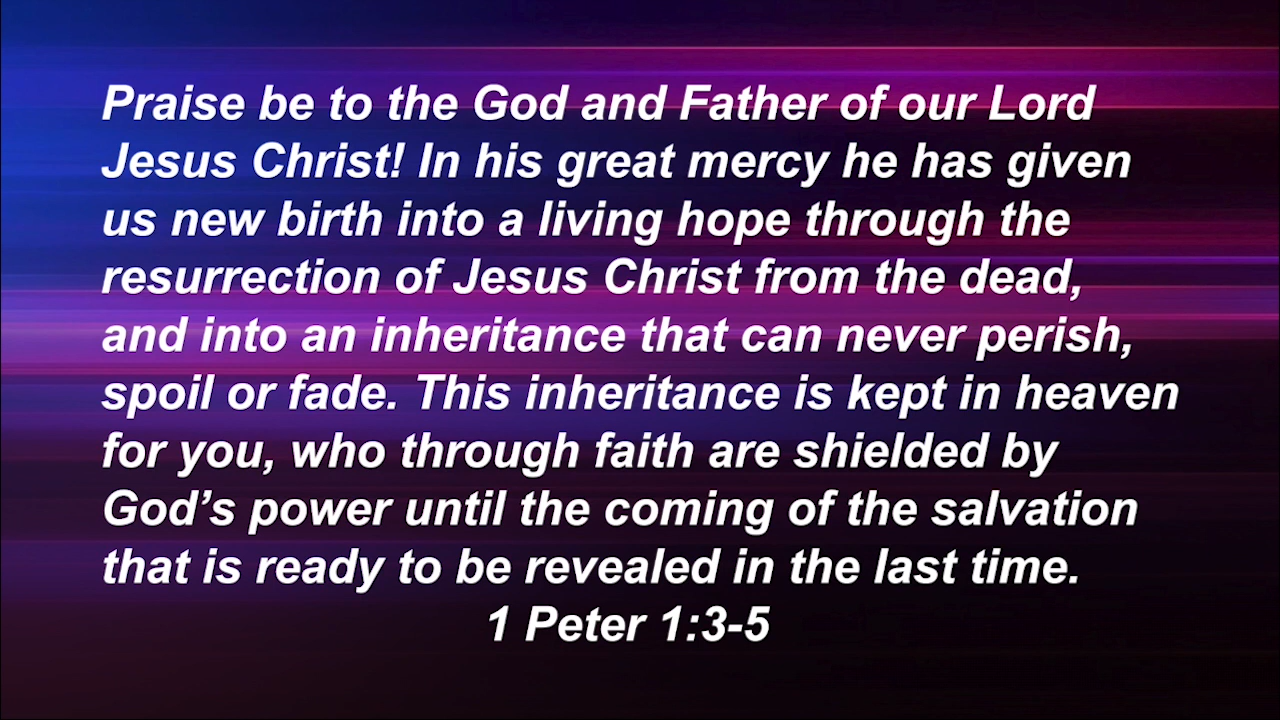 Praise be to the God and Father of our Lord
Jesus Christ! In his great mercy he has given
us new birth into a living hope through the
resurrection of Jesus Christ from the dead,
and into an inheritance that can never perish,
spoil or fade. This inheritance is kept in heaven
for you, who through faith are shielded by
God’s power until the coming of the salvation
that is ready to be revealed in the last time.
1 Peter 1:3-5